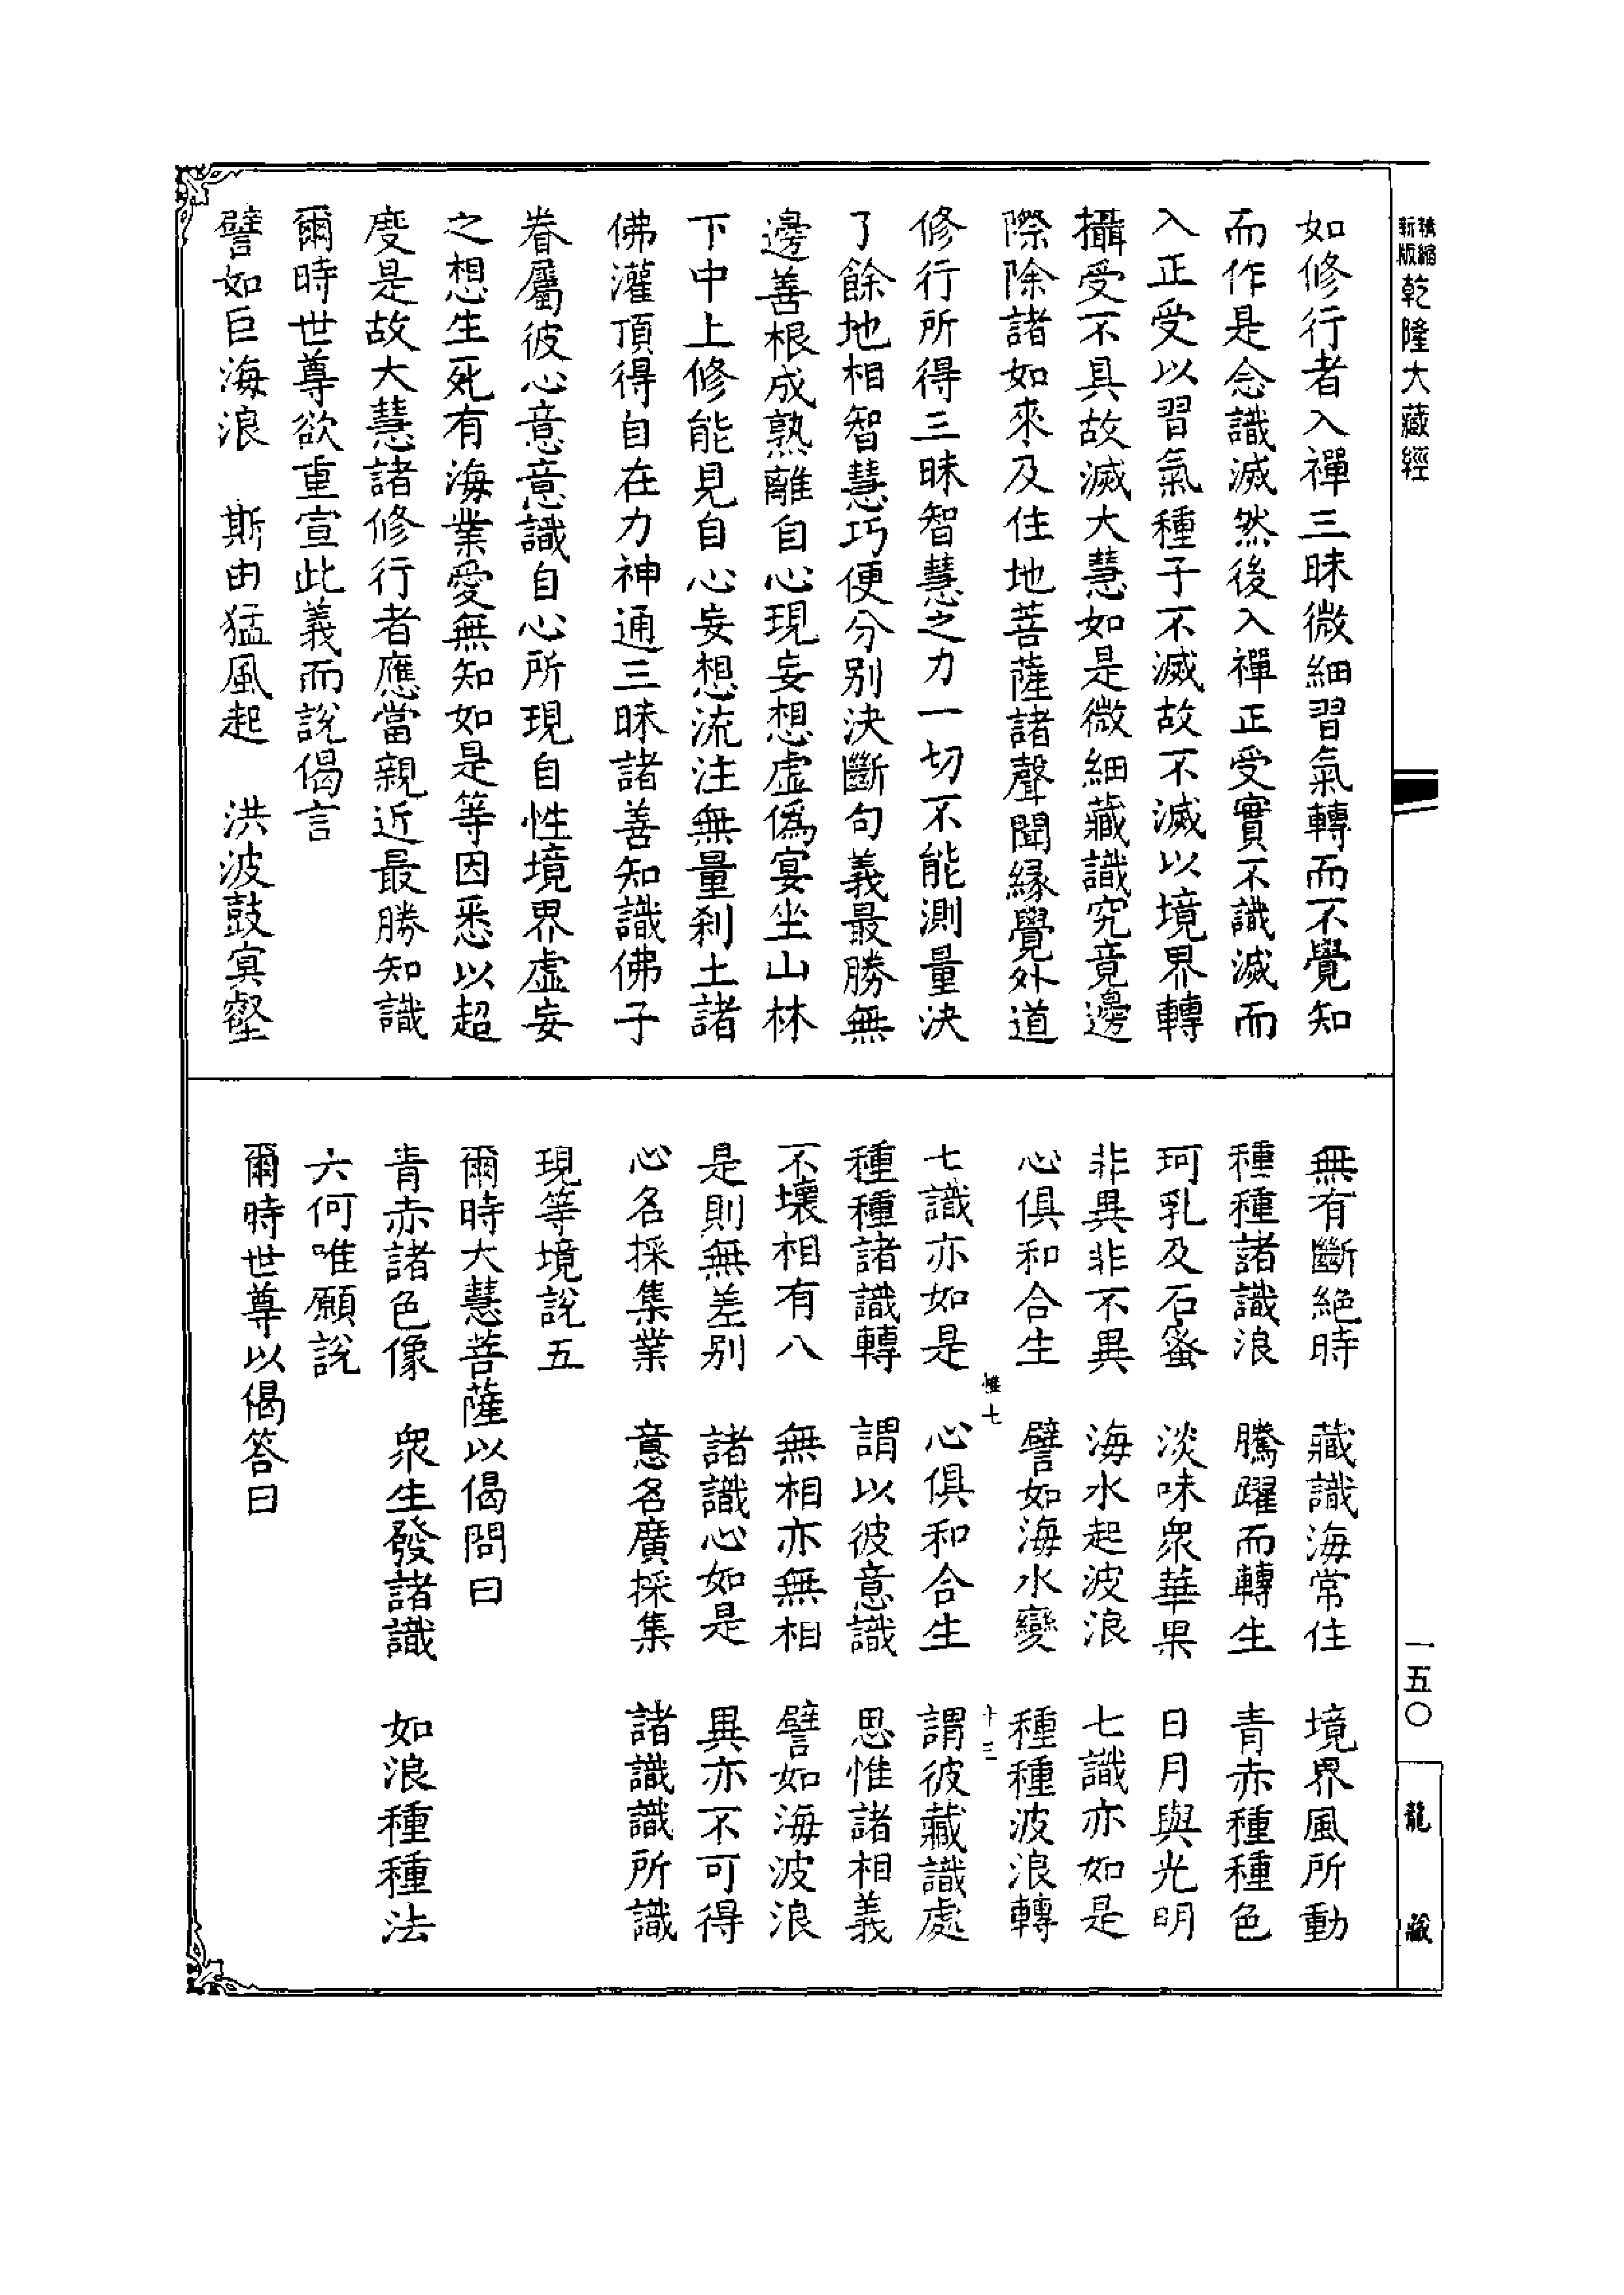 精縮新版乾隆大藏經
如修行者入禪三昧微細習氣轉而不覺知
而作是念識滅然後入禪正受實不識滅而
入正受以習氣種子不滅故不滅以境界轉
攝受不具故滅大慧如是微細藏識究竟邊
際除諸如來及住地菩薩諸聲聞緣覺外道
修行所得三昧智慧之力一切不能測量決
了餘地相智慧巧便分別決斷句義最勝無
邊善根成熟離自心現妄想虛偽宴坐山林
下中上修能見自心妄想流注無量刹土諸
佛灌頂得自在力神通三昧諸善知識佛子
眷屬彼心意意識自心所現自性境界虛妄
之想生死有海業愛無知如是等因悉以超
度是故大慧諸修行者應當親近最勝知識
爾時世尊欲重宣此義而說偈言
譬如巨海浪　斯由猛風起　洪波鼓冥壑
無有斷絕時　藏識海常住　境界風所動
種種諸識浪　騰躍而轉生　青赤種種色
珂乳及石蜜　淡味眾華果　日月與光明
非異非不異　海水起波浪　七識亦如是
心俱和合生　譬如海水變　種種波浪轉
惟七　十三
七識亦如是　心俱和合生　謂彼藏識處
種種諸識轉　謂以彼意識　思惟諸相義
不壞相有八　無相亦無相　譬如海波浪
是則無差别　諸識心如是　異亦不可得
心名採集業　意名廣採集　諸識識所識
現等境說五
爾時大慧菩薩以偈問曰
青赤諸色像　眾生發諸識　如浪種種法
云何唯願說
爾時世尊以偈答曰
一五〇
龍藏